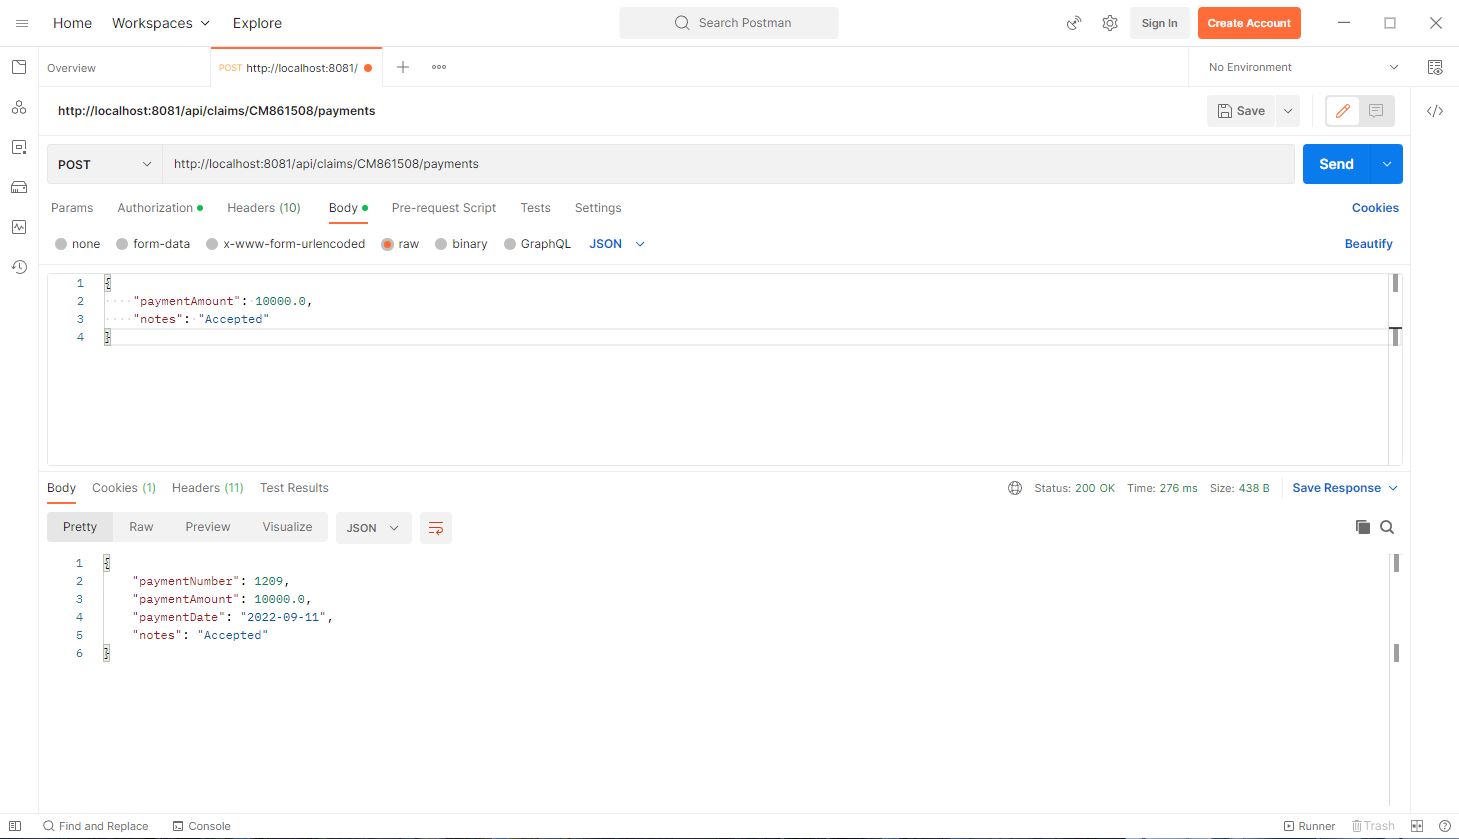 Home Workspaces Explore Search Postman Sign In Create Account
Overview POST http://localhost:8081/ No Environment
http://localhost:8081/api/claims/CM861508/payments Save
POST http://localhost:8081/api/claims/CM861508/payments Send
Params Authorization Headers (10) Body Pre-request Script Tests Settings Cookies
none form-data x-www-form-urlencoded raw binary GraphQL JSON Beautify
1 {
2 "paymentAmount": 10000.0,
3 "notes": "Accepted"
4 }
Body Cookies (1) Headers (11) Test Results Status: 200 OK Time: 276 ms Size: 438 B Save Response
Pretty Raw Preview Visualize JSON
1 {
2 "paymentNumber": 1209,
3 "paymentAmount": 10000.0,
4 "paymentDate": "2022-09-11",
5 "notes": "Accepted"
6 }
Find and Replace Console Runner Trash